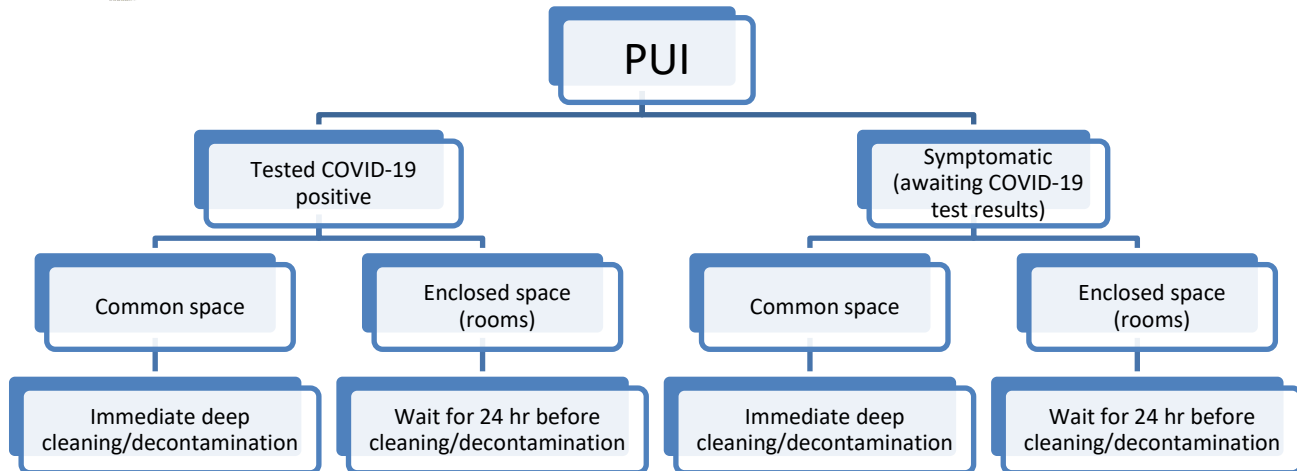 PUI
Tested COVID-19
positive
Symptomatic
(awaiting COVID-19
test results)
Common space
Enclosed space
(rooms)
Common space
Enclosed space
(rooms)
Immediate deep
cleaning/decontamination
Wait for 24 hr before
cleaning/decontamination
Immediate deep
cleaning/decontamination
Wait for 24 hr before
cleaning/decontamination